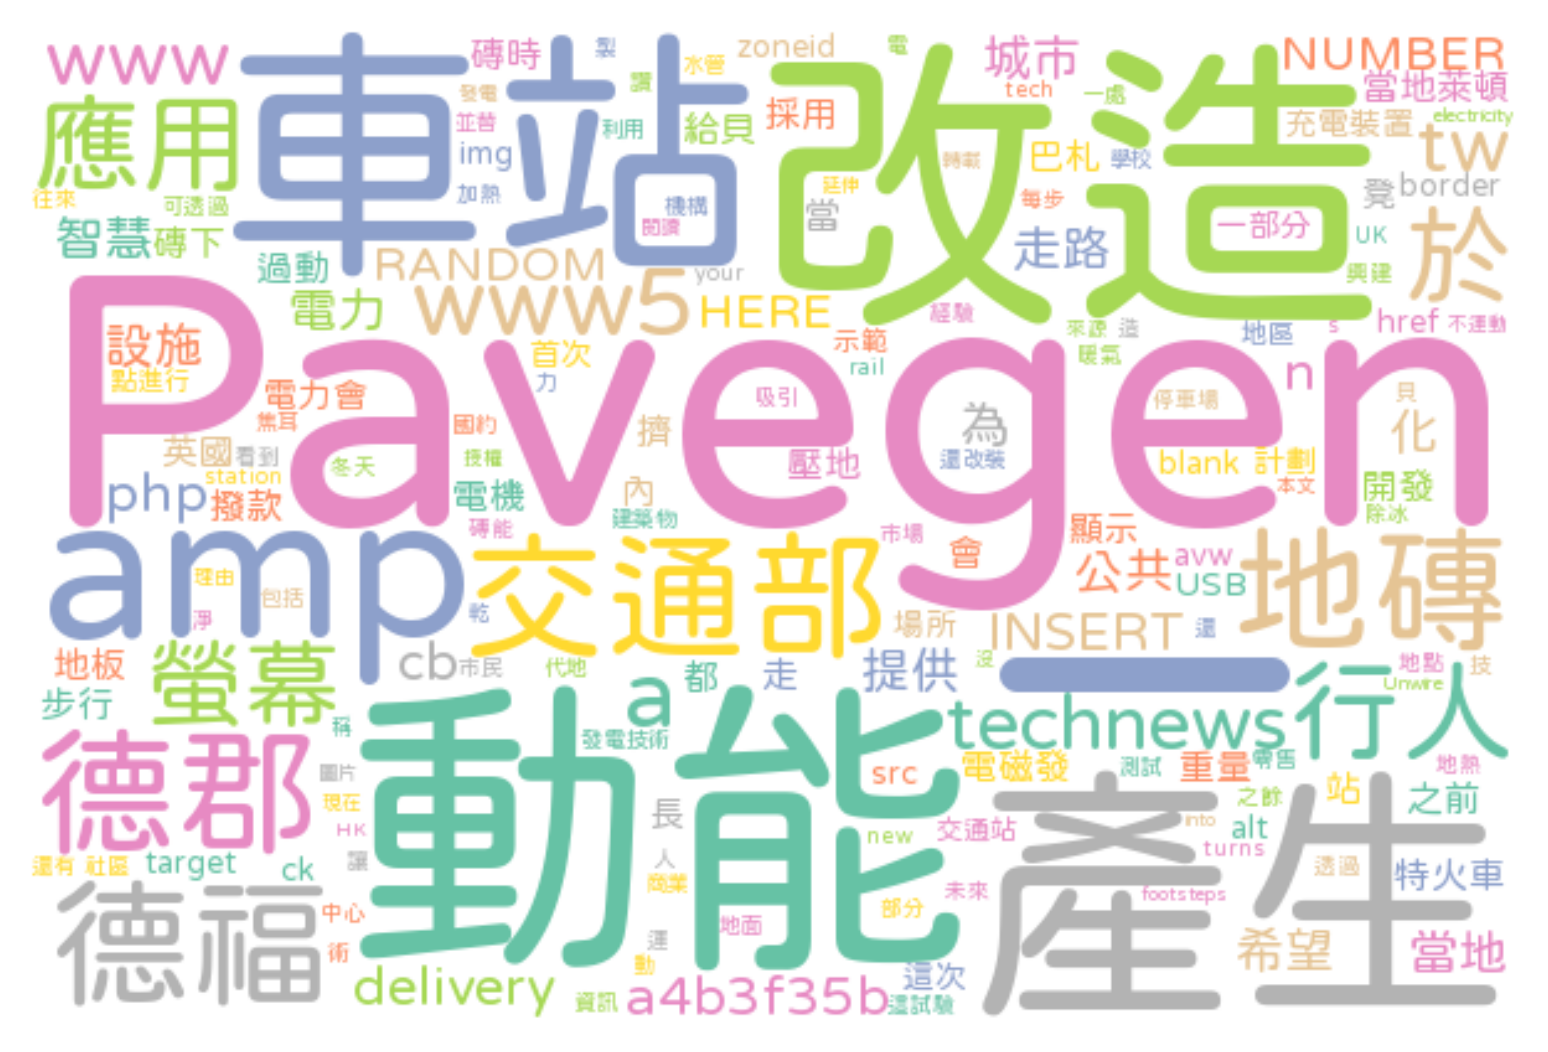 www
車站
磚時
製
讚
水管
zoneid
電
改造
城市
tech
一處
NUMBER
當地萊頓
electricity
應用
發電
並替
img
利用
給貝
採用
轉載
巴札
學校
充電裝置
tw
往來
可透過
加熱
機構
閱讀
延伸
當
每步
一部分
凳
border
智慧
磚下
過動
RANDOM
your
走路
UK
興建
於
電力
www5
HERE
經驗
來源
造
地區
s
href
不運動
Pavegen
設施
點進行
首次
力
示範
rail
暖氣
n
電力會
焦耳
國約
吸引
停車場
貝
英國
看到
冬天
授權
擠
壓地
為
還改裝
化
php
station
撥款
電機
內
建築物
blank
計劃
本文
開發
除冰
amp
磚能
交通部
市場
會
顯示
公共
avw
USB
地磚
理由
包括
淨
乾
場所
INSERT
還
地板
螢幕
cb
市民
代地
都
走
提供
沒
地點
Unwire
技
步行
稱
a
發電技術
technews
行人
德郡
圖片
現在
HK
動能
src
電磁發
測試
重量
零售
地熱
之餘
站
之前
長
new
交通站
產生
into
alt
turns
還有
社區
target
ck
讓
人
商業
未來
footsteps
透過
特火車
德福
中心
術
地面
部分
運
動
希望
當地
delivery
資訊
a4b3f35b
這次
這試驗